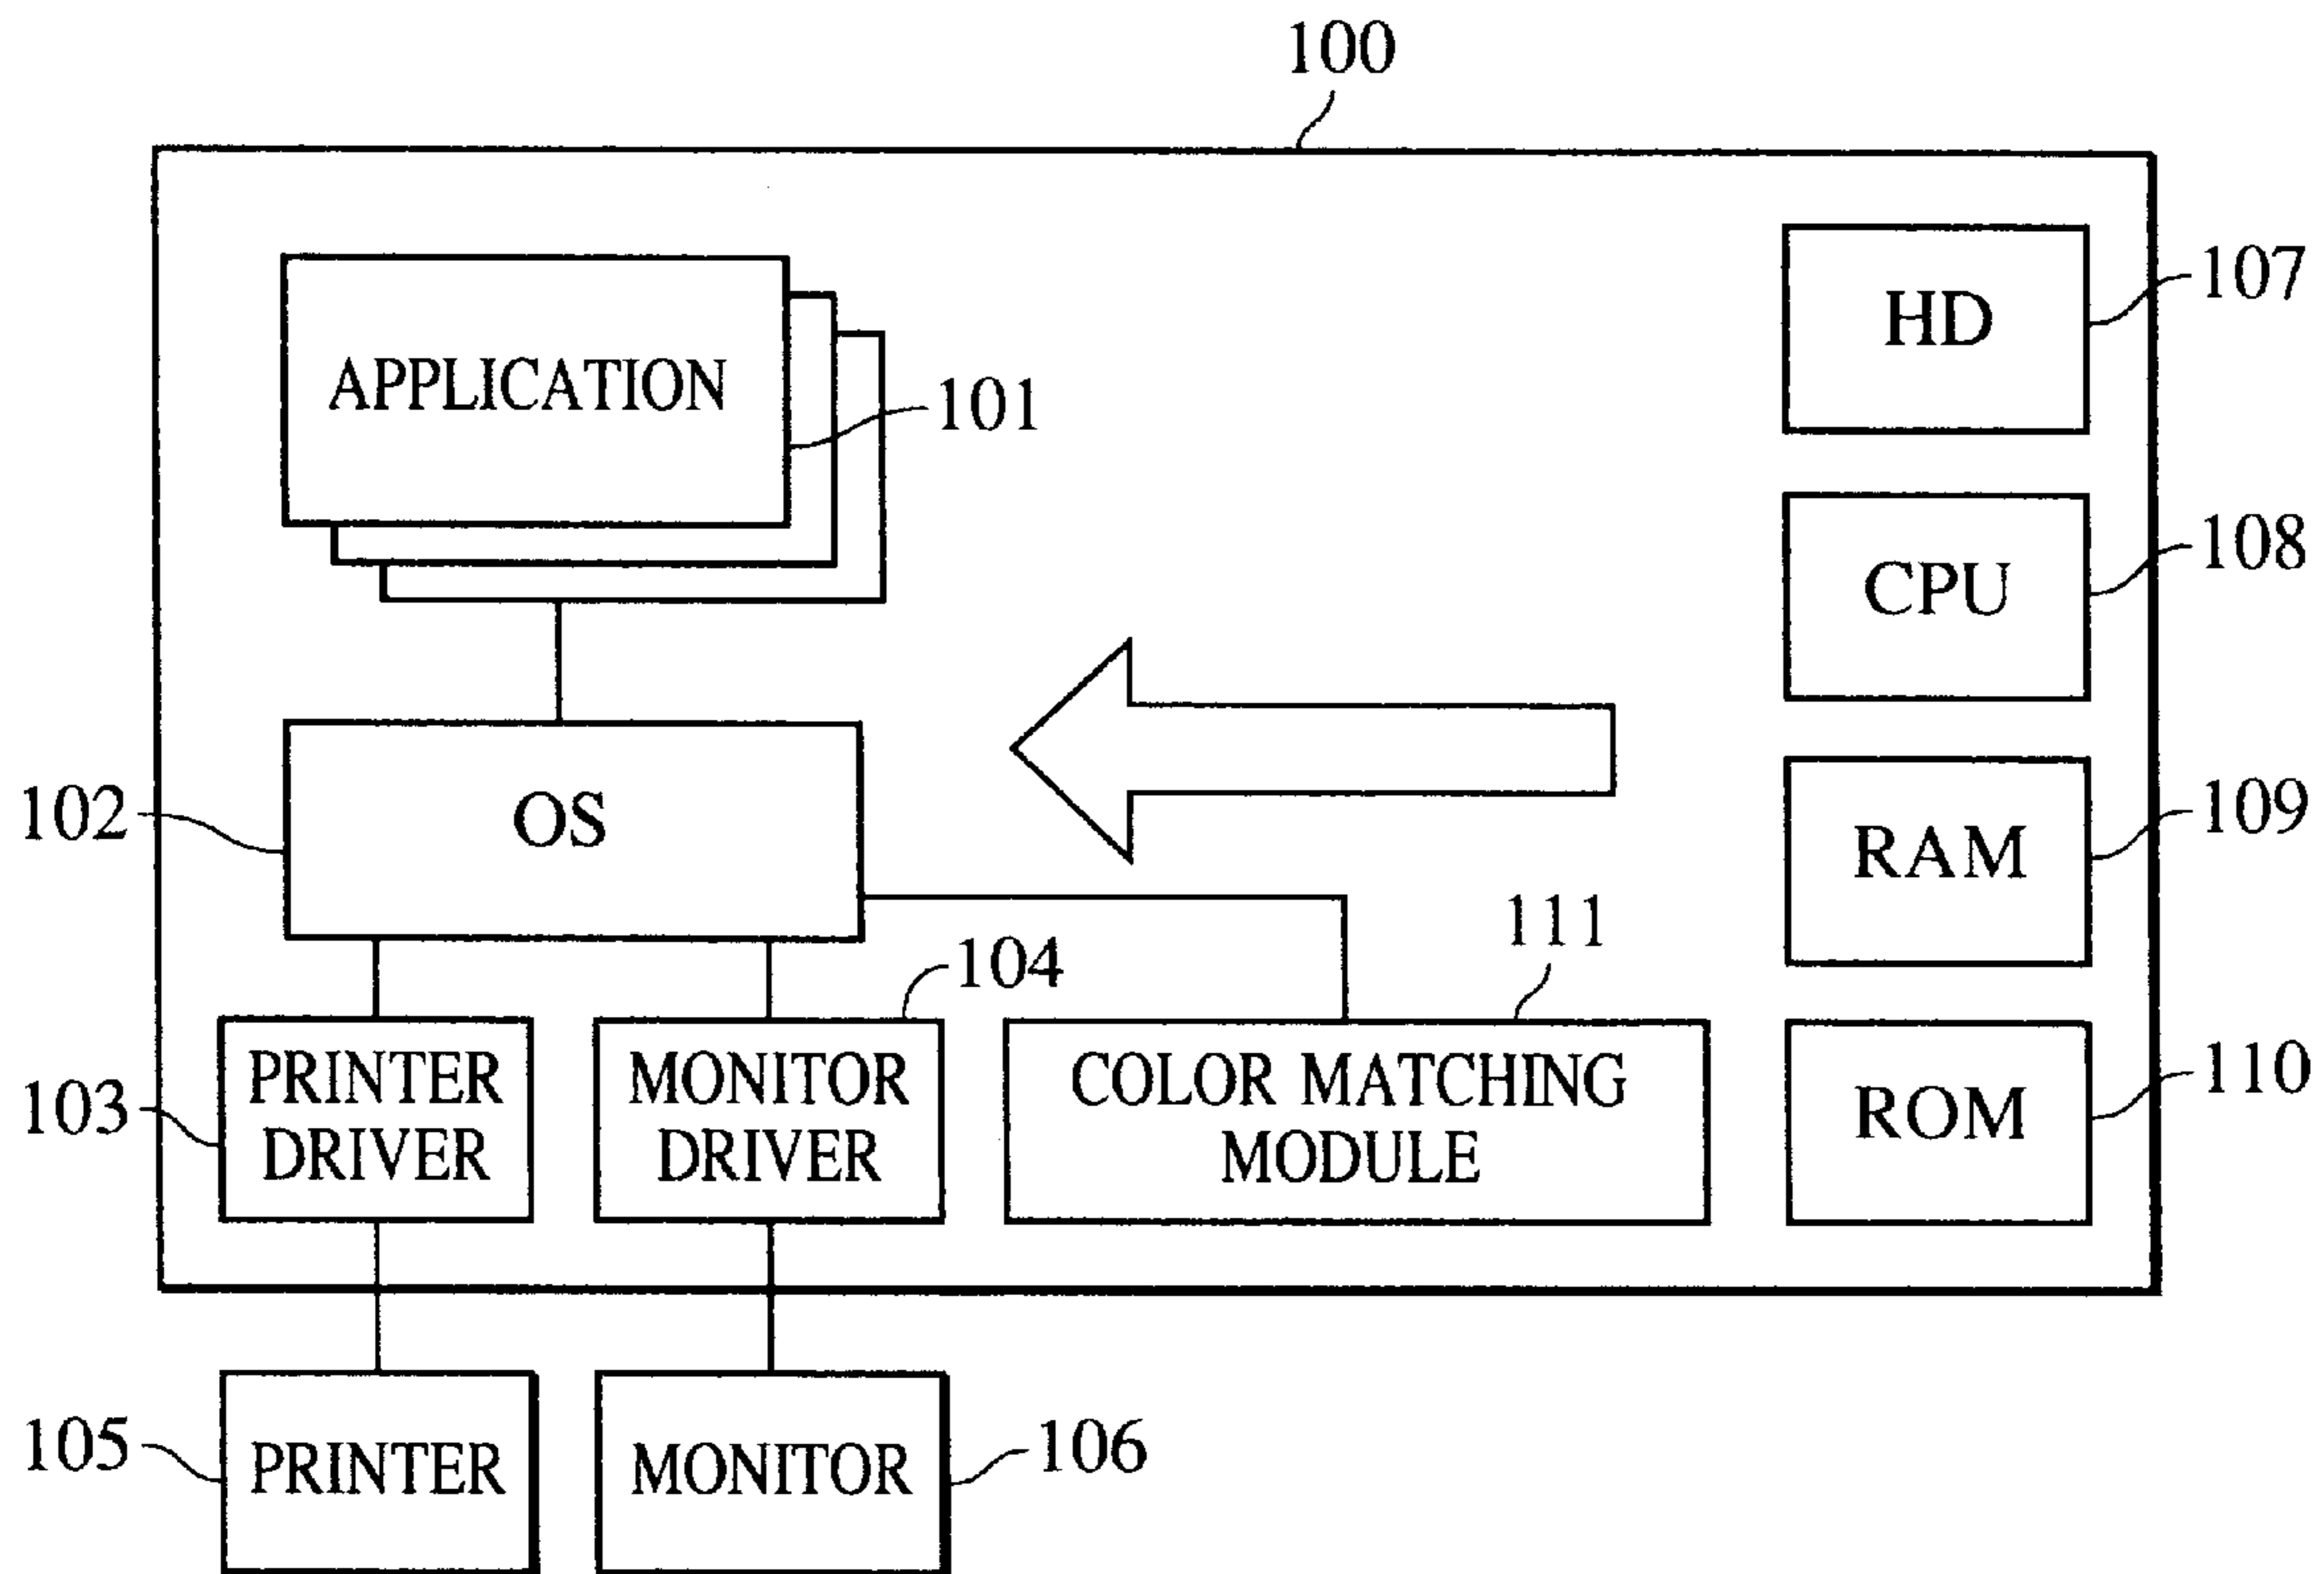 100
APPLICATION
101
HD
107
CPU
108
102
OS
RAM
109
103
PRINTER
DRIVER
104
MONITOR
DRIVER
111
COLOR MATCHING
MODULE
ROM
110
105
PRINTER
MONITOR
106